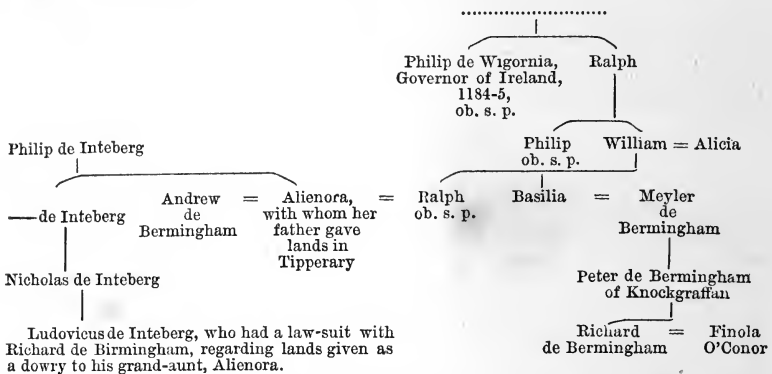 Philip de Wigornia, Ralph
Governor of Ireland,
1184-5,
ob. s. p.
Philip William = Alicia
ob. s. p.
Philip de Inteberg
—de Inteberg Andrew = Alienora, = Ralph Basilia = Meyler
de with whom her ob. s. p. de
Bermingham father gave Bermingham
lands in
Tipperary
Nicholas de Inteberg Peter de Bermingham
of Knockgraffan
Ludovicus de Inteberg, who had a law-suit with Richard = Finola
Richard de Birmingham, regarding lands given as de Bermingham O'Conor
a dowry to his grand-aunt, Alienora.